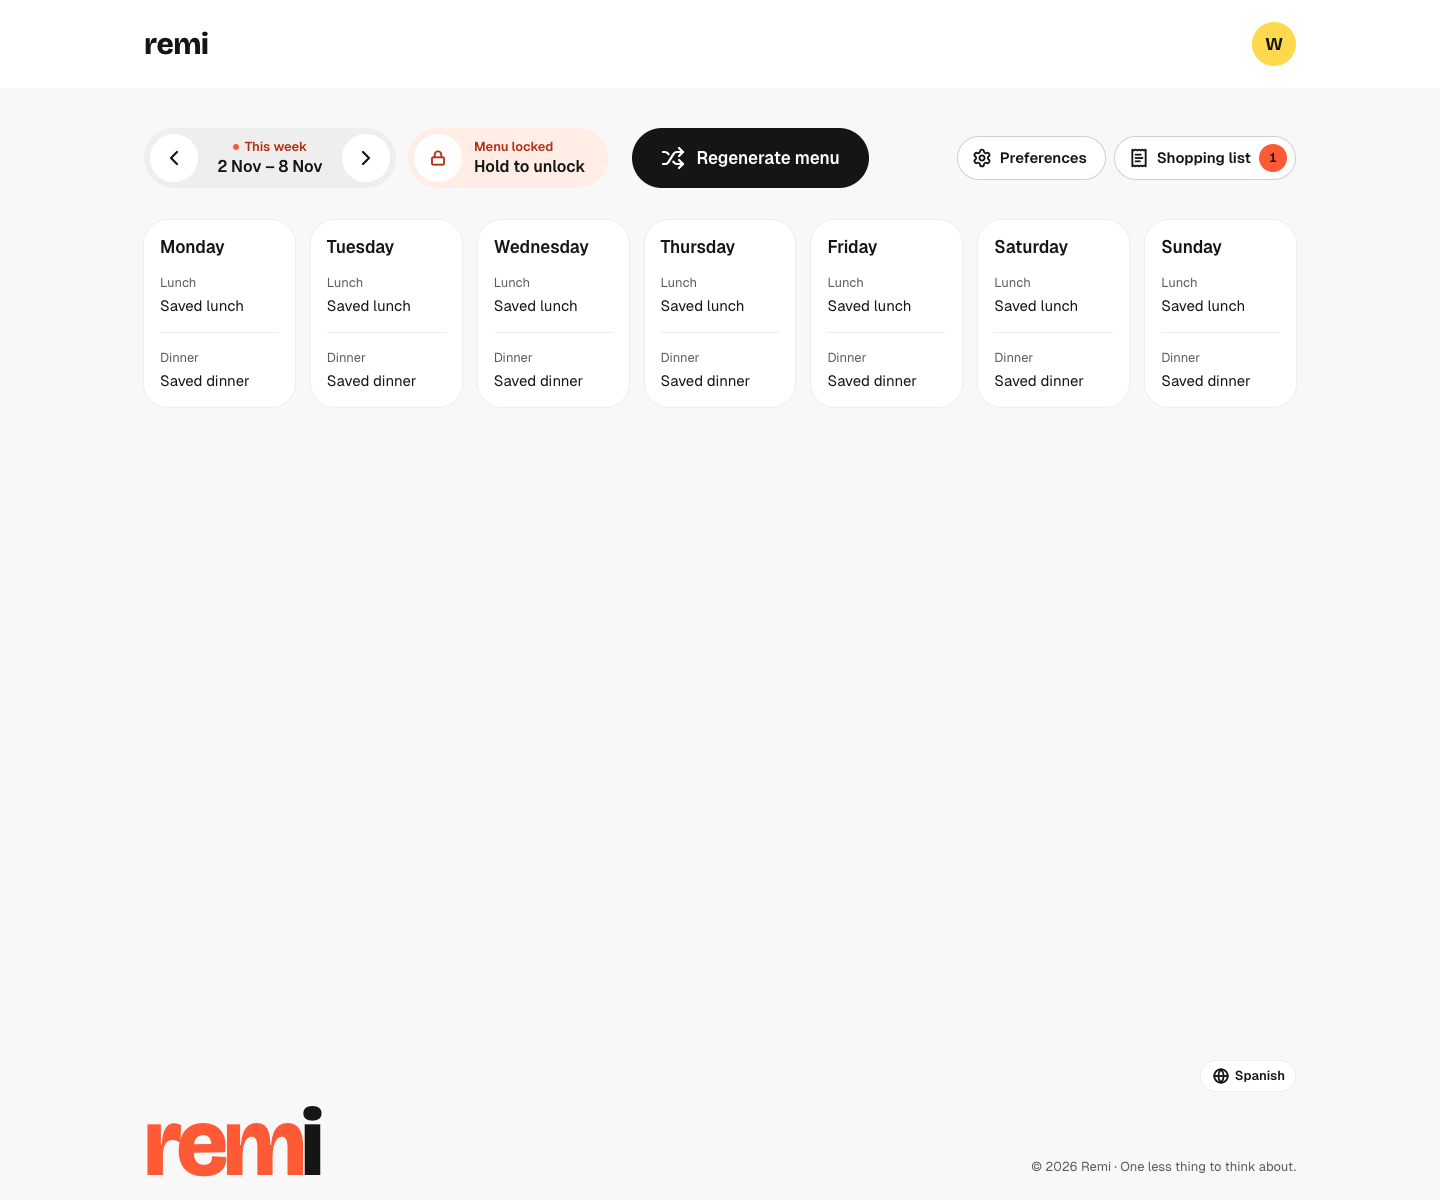 remi
W
This week
2 Nov – 8 Nov
Menu locked
Hold to unlock
Regenerate menu
Preferences
Shopping list
1
Monday
Lunch
Saved lunch
Dinner
Saved dinner
Tuesday
Lunch
Saved lunch
Dinner
Saved dinner
Wednesday
Lunch
Saved lunch
Dinner
Saved dinner
Thursday
Lunch
Saved lunch
Dinner
Saved dinner
Friday
Lunch
Saved lunch
Dinner
Saved dinner
Saturday
Lunch
Saved lunch
Dinner
Saved dinner
Sunday
Lunch
Saved lunch
Dinner
Saved dinner
Spanish
remi
© 2026 Remi · One less thing to think about.